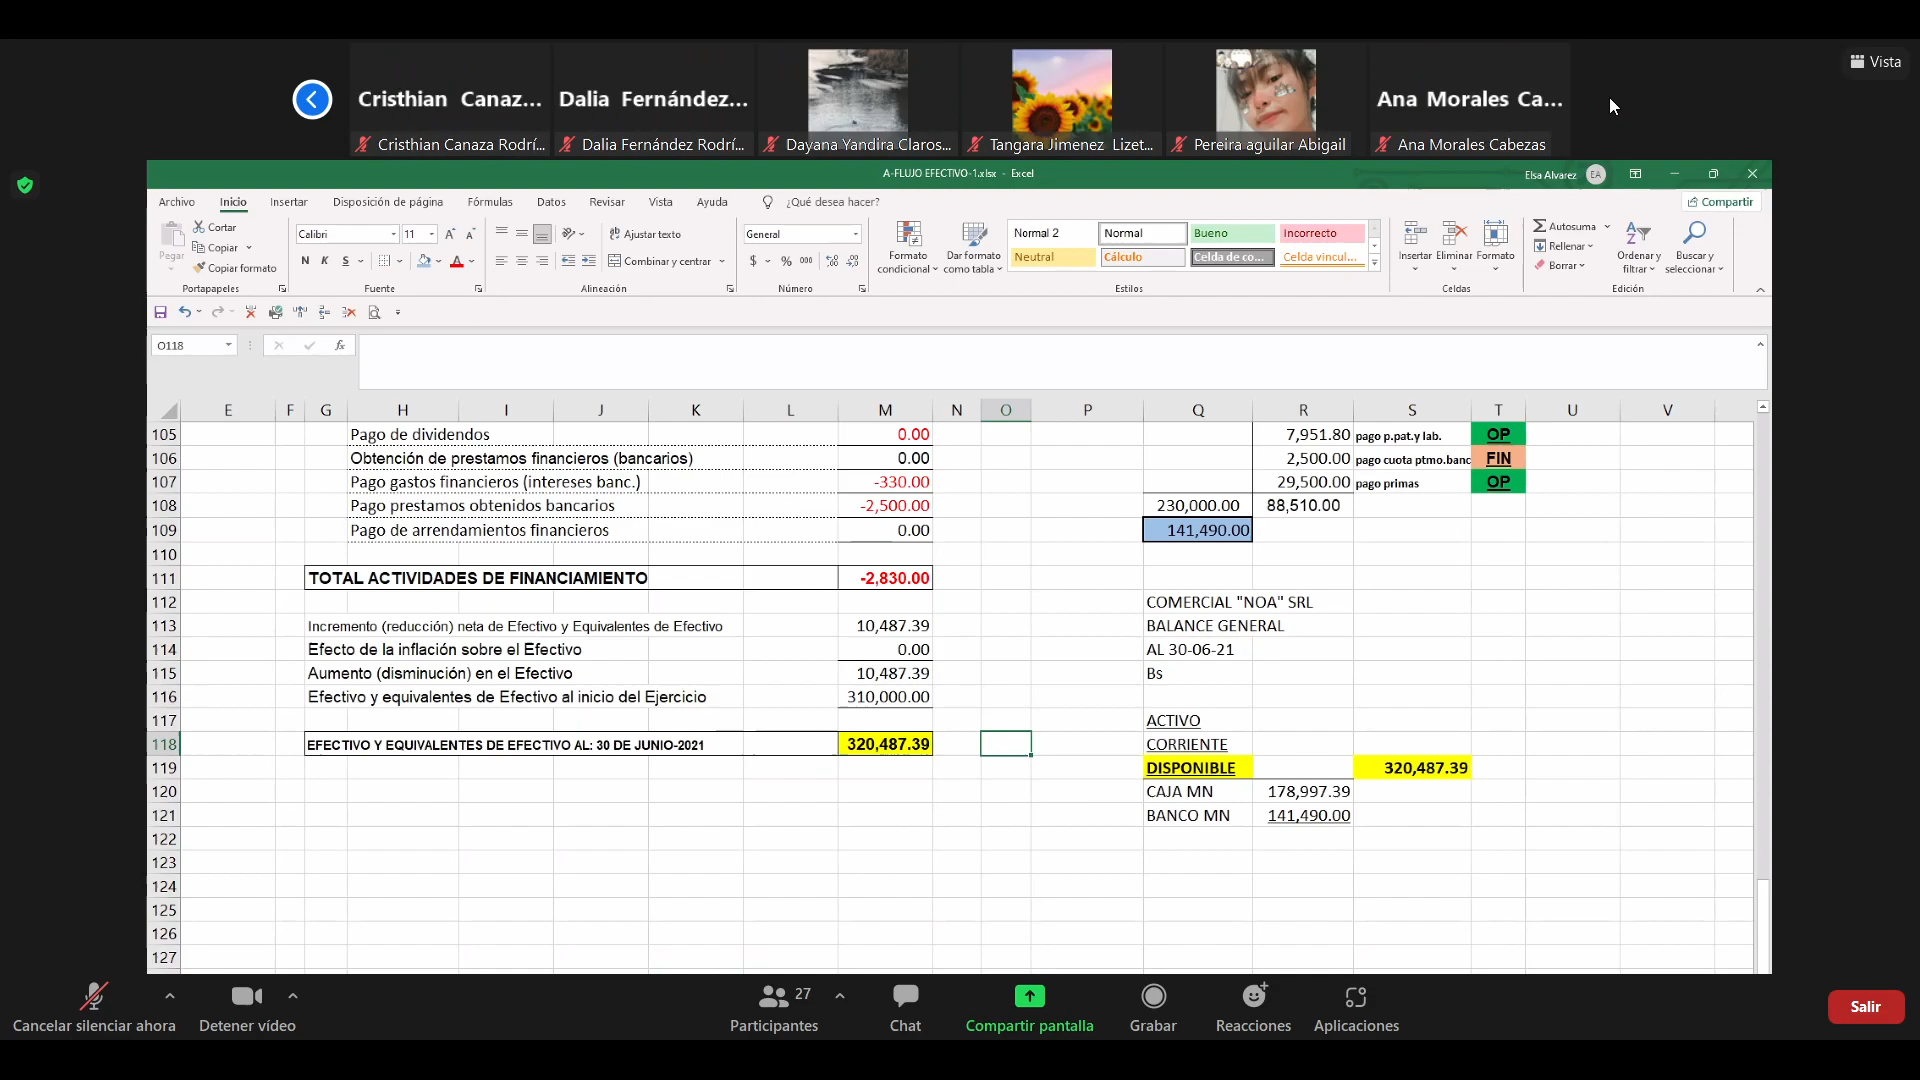 Vista
Cristhian Canaz...
Dalia Fernández...
Ana Morales Ca...
Cristhian Canaza Rodrí...
Dalia Fernández Rodrí...
Dayana Yandira Claros...
Tangara Jimenez Lizet...
Pereira aguilar Abigail
Ana Morales Cabezas
A-FLUJO EFECTIVO-1.xlsx - Excel
Elsa Alvarez EA
Archivo Inicio Insertar Disposición de página Fórmulas Datos Revisar Vista Ayuda ¿Qué desea hacer? Compartir
Pegar
Cortar
Copiar
Copiar formato
Portapapeles
Calibri 11
N K S
Fuente
Ajustar texto
Combinar y centrar
Alineación
General
$ % 000
Número
Formato condicional
Dar formato como tabla
Normal 2 Normal Bueno Incorrecto
Neutral Cálculo Celda de co... Celda vincul...
Estilos
Insertar Eliminar Formato
Celdas
Autosuma
Rellenar
Borrar
Ordenar y filtrar
Buscar y seleccionar
Edición
O118 fx
E F G H I J K L M N O P Q R S T U V
105 Pago de dividendos 0.00 7,951.80 pago p.pat.y lab. OP
106 Obtención de prestamos financieros (bancarios) 0.00 2,500.00 pago cuota ptmo.banc FIN
107 Pago gastos financieros (intereses banc.) -330.00 29,500.00 pago primas OP
108 Pago prestamos obtenidos bancarios -2,500.00 230,000.00 88,510.00
109 Pago de arrendamientos financieros 0.00 141,490.00
110
111 TOTAL ACTIVIDADES DE FINANCIAMIENTO -2,830.00
112 COMERCIAL "NOA" SRL
113 Incremento (reducción) neta de Efectivo y Equivalentes de Efectivo 10,487.39 BALANCE GENERAL
114 Efecto de la inflación sobre el Efectivo 0.00 AL 30-06-21
115 Aumento (disminución) en el Efectivo 10,487.39 Bs
116 Efectivo y equivalentes de Efectivo al inicio del Ejercicio 310,000.00
117 ACTIVO
118 EFECTIVO Y EQUIVALENTES DE EFECTIVO AL: 30 DE JUNIO-2021 320,487.39 CORRIENTE
119 DISPONIBLE 320,487.39
120 CAJA MN 178,997.39
121 BANCO MN 141,490.00
122
123
124
125
126
127
Cancelar silenciar ahora
Detener vídeo
27
Participantes
Chat
Compartir pantalla
Grabar
Reacciones
Aplicaciones
Salir